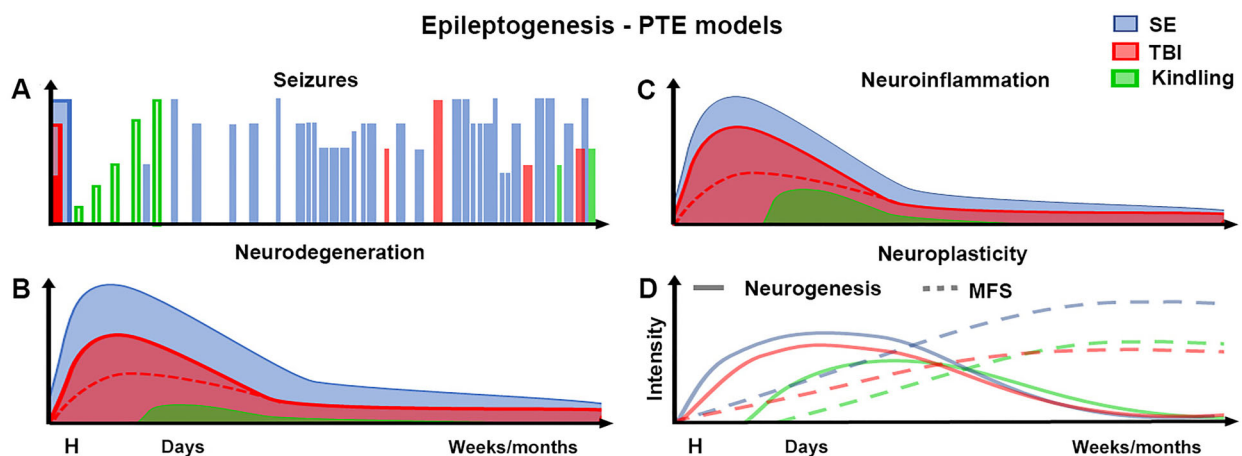 Epileptogenesis - PTE models
SE
TBI
Kindling
A
Seizures
C
Neuroinflammation
B
Neurodegeneration
H
Days
Weeks/months
D
Neuroplasticity
Neurogenesis
MFS
Intensity
H
Days
Weeks/months